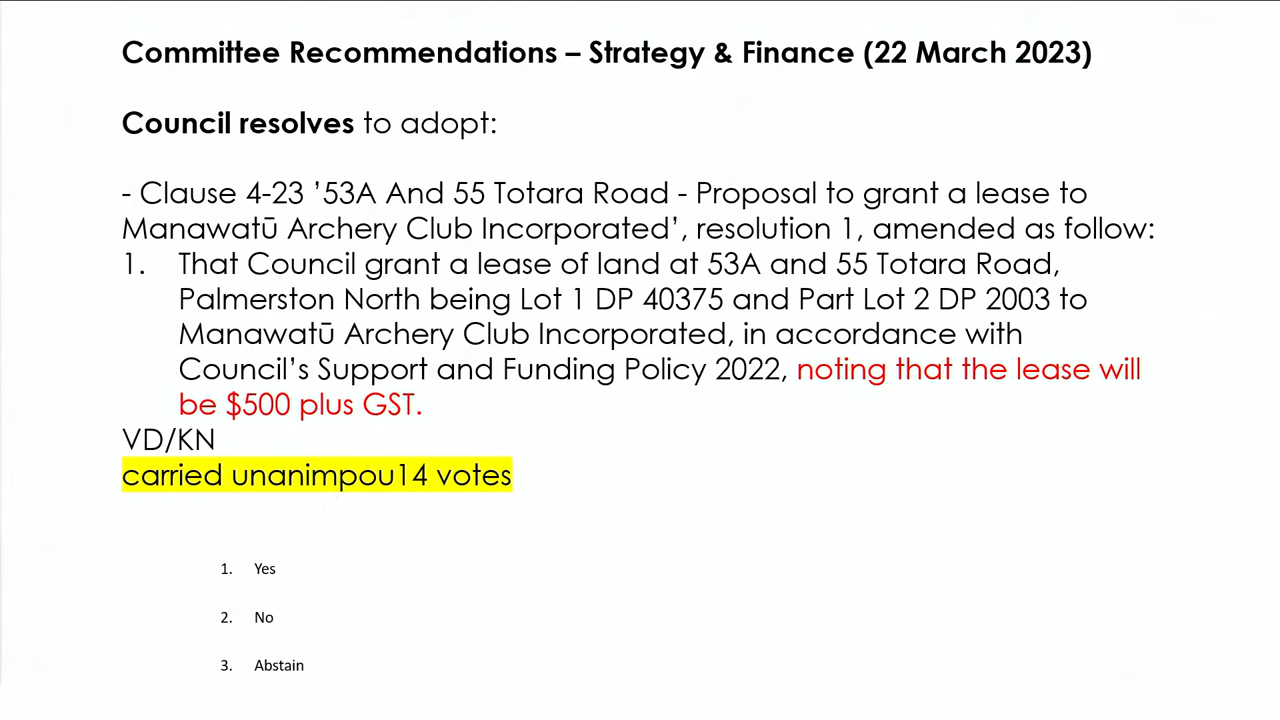 Committee Recommendations – Strategy & Finance (22 March 2023)
Council resolves to adopt:
- Clause 4-23 ’53A And 55 Totara Road - Proposal to grant a lease to
Manawatū Archery Club Incorporated’, resolution 1, amended as follow:
1. That Council grant a lease of land at 53A and 55 Totara Road,
Palmerston North being Lot 1 DP 40375 and Part Lot 2 DP 2003 to
Manawatū Archery Club Incorporated, in accordance with
Council’s Support and Funding Policy 2022, noting that the lease will
be $500 plus GST.
VD/KN
carried unanimpou14 votes
1. Yes
2. No
3. Abstain